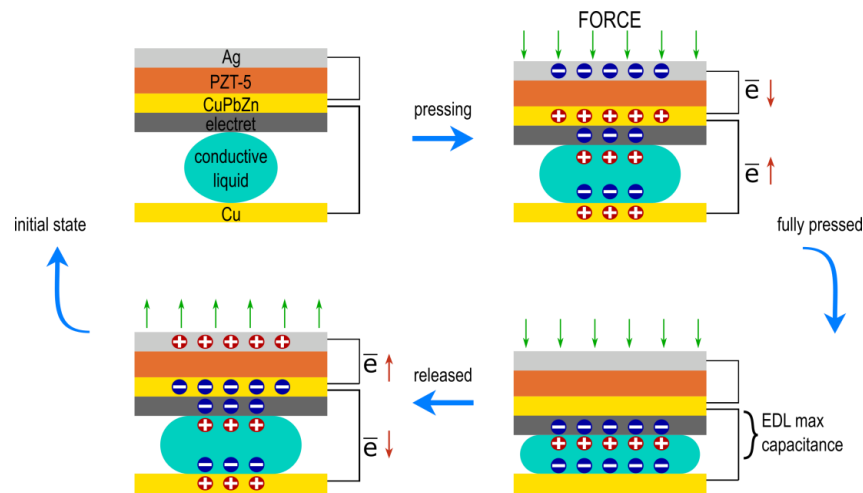 FORCE
Ag
PZT-5
CuPbZn
electret
conductive
liquid
Cu
pressing
e
e
initial state
fully pressed
released
e
e
EDL max
capacitance